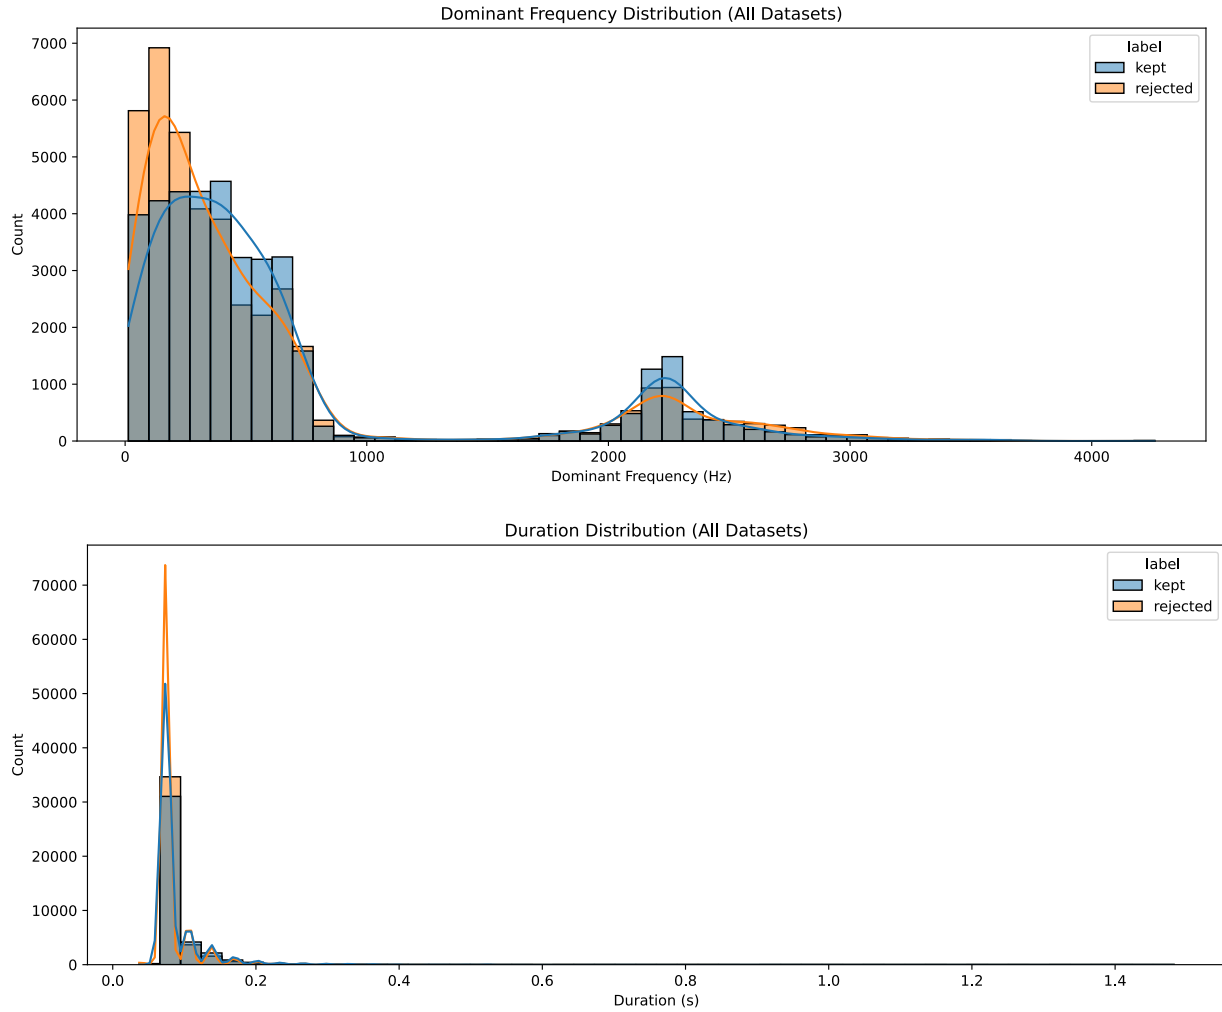 Dominant Frequency Distribution (All Datasets)
7000
6000
5000
4000
3000
2000
1000
0
Count
label
kept
rejected
0 1000 2000 3000 4000
Dominant Frequency (Hz)
Duration Distribution (All Datasets)
70000
60000
50000
40000
30000
20000
10000
0
Count
label
kept
rejected
0.0 0.2 0.4 0.6 0.8 1.0 1.2 1.4
Duration (s)